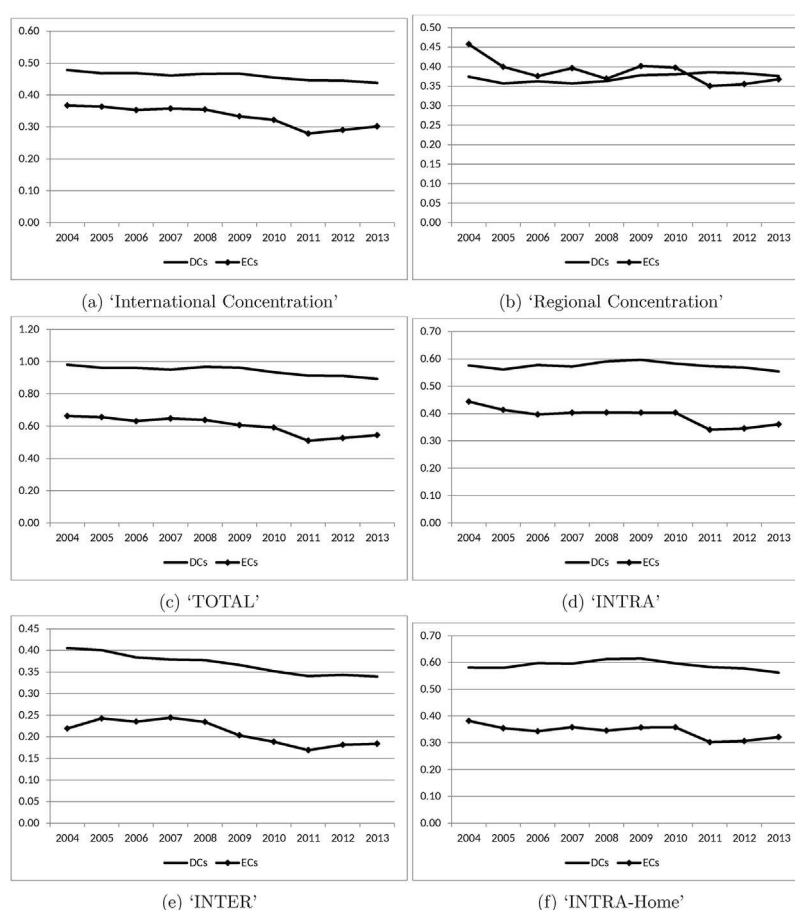 0.60
0.50
0.40
0.30
0.20
0.10
0.00
2004 2005 2006 2007 2008 2009 2010 2011 2012 2013
DCs ECs
(a) ‘International Concentration’
0.50
0.45
0.40
0.35
0.30
0.25
0.20
0.15
0.10
0.05
0.00
2004 2005 2006 2007 2008 2009 2010 2011 2012 2013
DCs ECs
(b) ‘Regional Concentration’
1.20
1.00
0.80
0.60
0.40
0.20
0.00
2004 2005 2006 2007 2008 2009 2010 2011 2012 2013
DCs ECs
(c) ‘TOTAL’
0.70
0.60
0.50
0.40
0.30
0.20
0.10
0.00
2004 2005 2006 2007 2008 2009 2010 2011 2012 2013
DCs ECs
(d) ‘INTRA’
0.45
0.40
0.35
0.30
0.25
0.20
0.15
0.10
0.05
0.00
2004 2005 2006 2007 2008 2009 2010 2011 2012 2013
DCs ECs
(e) ‘INTER’
0.70
0.60
0.50
0.40
0.30
0.20
0.10
0.00
2004 2005 2006 2007 2008 2009 2010 2011 2012 2013
DCs ECs
(f) ‘INTRA-Home’